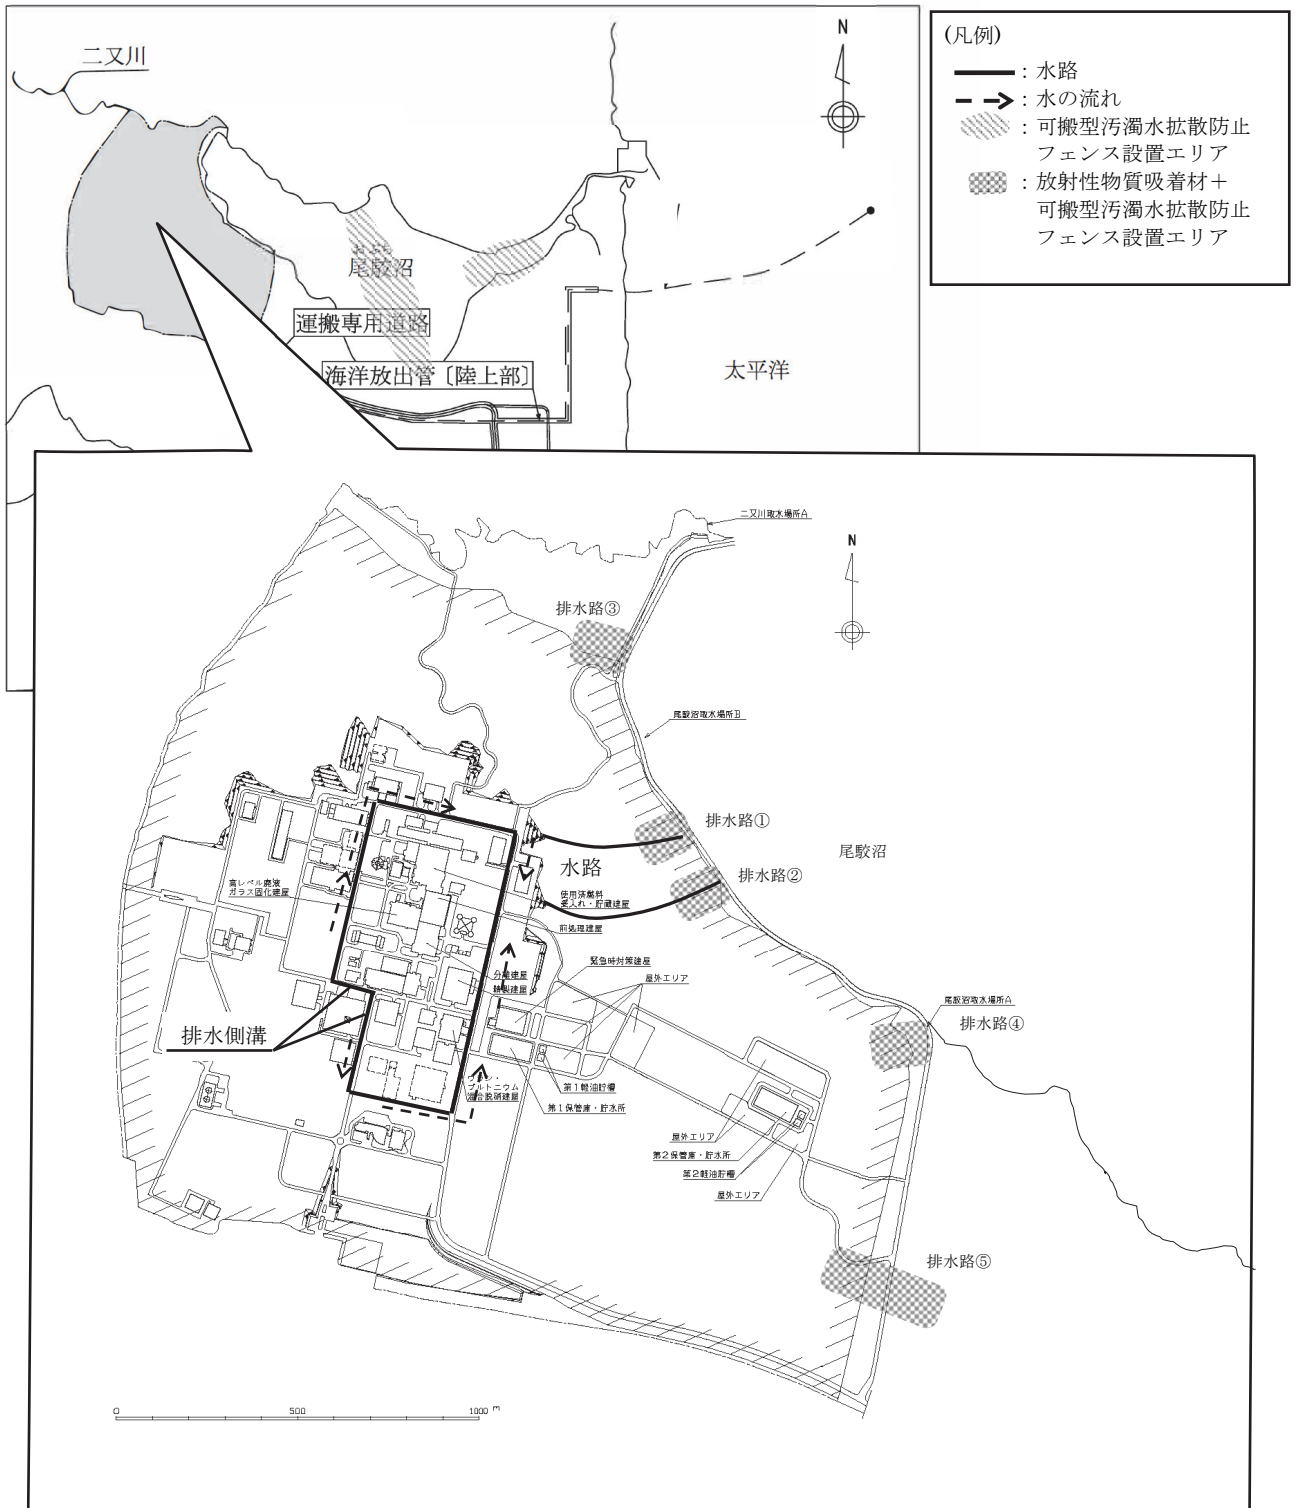 二又川
N
(凡例)
：水路
：水の流れ
：可搬型汚濁水拡散防止
フェンス設置エリア
：放射性物質吸着材＋
可搬型汚濁水拡散防止
フェンス設置エリア
おぶち
尾駮沼
運搬専用道路
海洋放出管〔陸上部〕
太平洋
二又川取水場所A
N
排水路③
尾駮沼取水場所B
排水路①
尾駮沼
水路
排水路②
高レベル廃液
ガラス固化建屋
使用済燃料
受入れ・貯蔵建屋
前処理建屋
緊急時対策建屋
分離建屋
屋外エリア
精製建屋
尾駮沼取水場所A
排水路④
排水側溝
ウラン・
プルトニウム
混合脱硝建屋
第1軽油貯槽
第1保管庫・貯水所
屋外エリア
第2保管庫・貯水所
第2軽油貯槽
屋外エリア
排水路⑤
0 500 1000 m